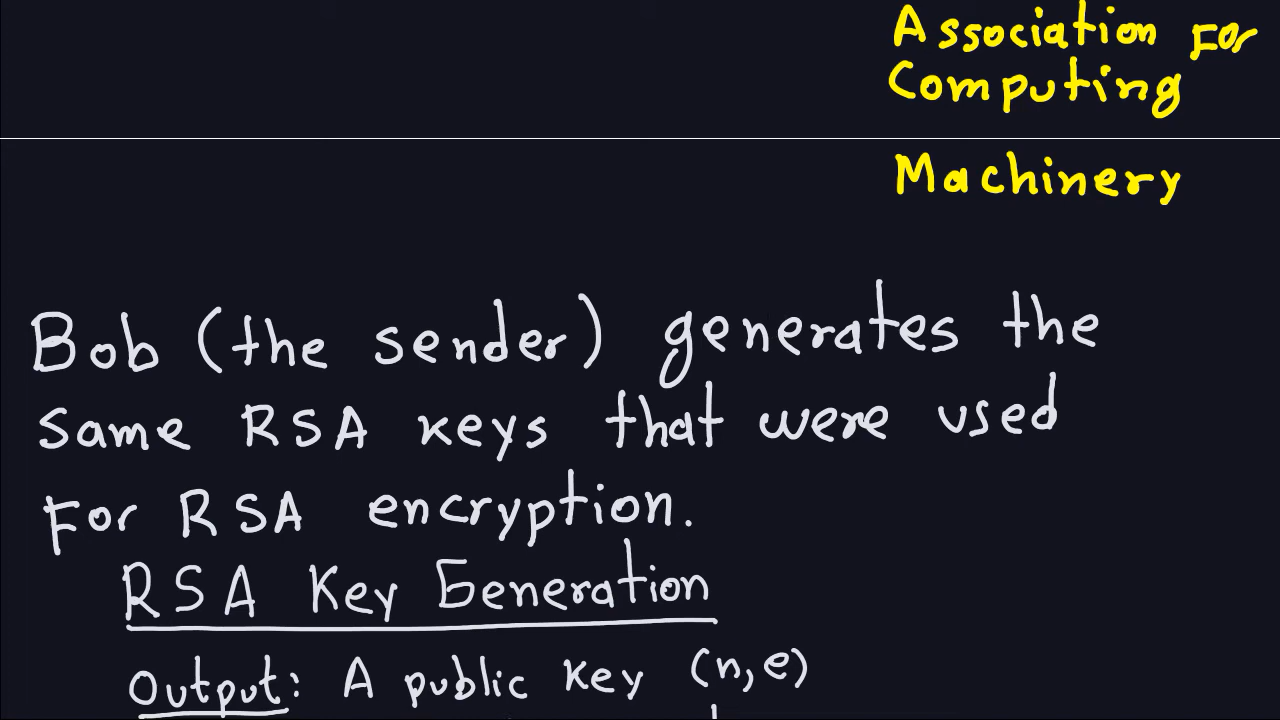 Association For
Computing
Machinery
Bob (the sender) generates the
same RSA keys that were used
For RSA encryption.
RSA Key Generation
Output: A public key (n,e)